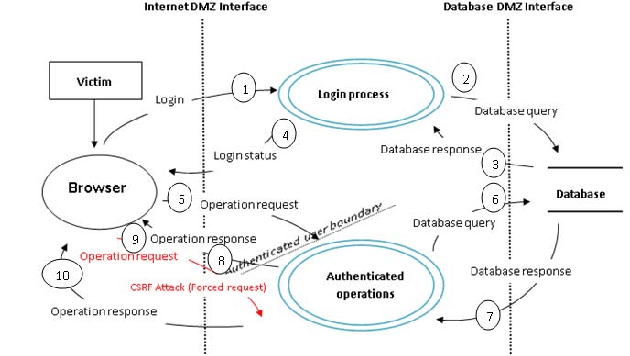 Internet DMZ Interface
Database DMZ Interface
Victim
Login
1
Login process
2
Database query
4
Login status
Database response
3
Browser
5
Operation request
6
Database
Authenticated user boundary
Database query
9
Operation response
8
Operation request
10
CSRF Attack (Forced request)
Authenticated
operations
Database response
Operation response
7